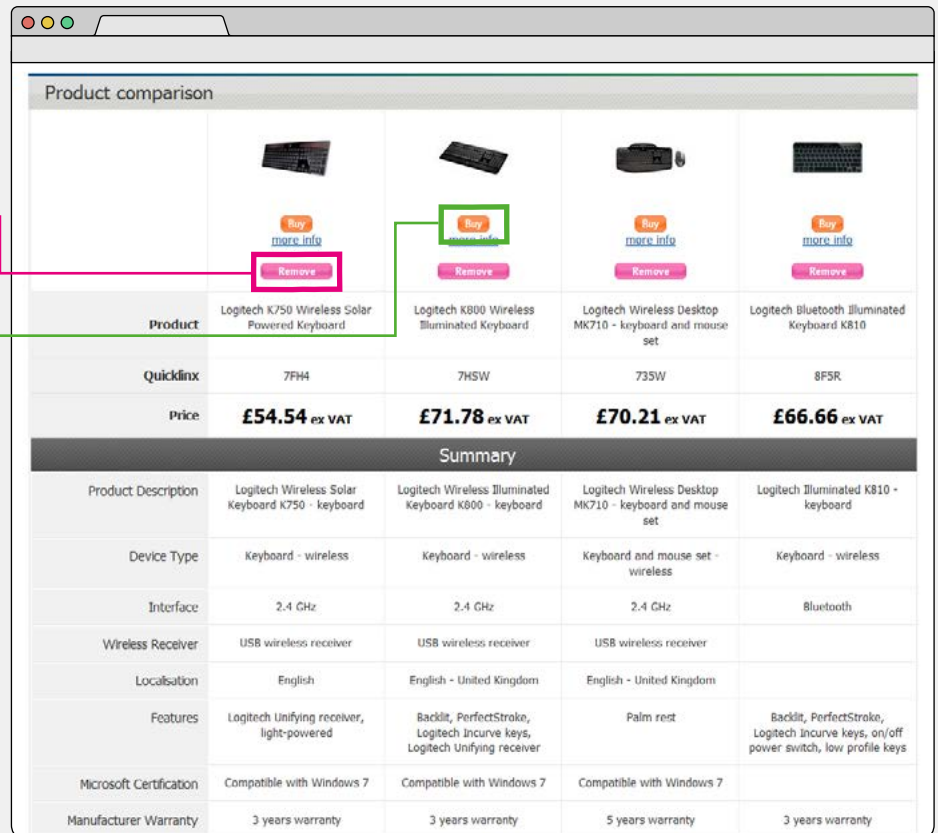 Product comparison
Buy Buy Buy Buy
more info more info more info more info
Remove Remove Remove Remove
Product Logitech K750 Wireless Solar Logitech K800 Wireless Logitech Wireless Desktop Logitech Bluetooth Illuminated
Powered Keyboard Illuminated Keyboard MK710 - keyboard and mouse Keyboard K810
set
Quicklinx 7FH4 7HSW 735W 8F5R
Price £54.54 ex VAT £71.78 ex VAT £70.21 ex VAT £66.66 ex VAT
Summary
Product Description Logitech Wireless Solar Logitech Wireless Illuminated Logitech Wireless Desktop Logitech Illuminated K810 -
Keyboard K750 - keyboard Keyboard K800 - keyboard MK710 - keyboard and mouse keyboard
set
Device Type Keyboard - wireless Keyboard - wireless Keyboard and mouse set - Keyboard - wireless
wireless
Interface 2.4 GHz 2.4 GHz 2.4 GHz Bluetooth
Wireless Receiver USB wireless receiver USB wireless receiver USB wireless receiver
Localisation English English - United Kingdom English - United Kingdom
Features Logitech Unifying receiver, Backlit, PerfectStroke, Palm rest Backlit, PerfectStroke,
light-powered Logitech Incurve keys, Logitech Incurve keys, on/off
Logitech Unifying receiver power switch, low profile keys
Microsoft Certification Compatible with Windows 7 Compatible with Windows 7 Compatible with Windows 7
Manufacturer Warranty 3 years warranty 3 years warranty 5 years warranty 3 years warranty